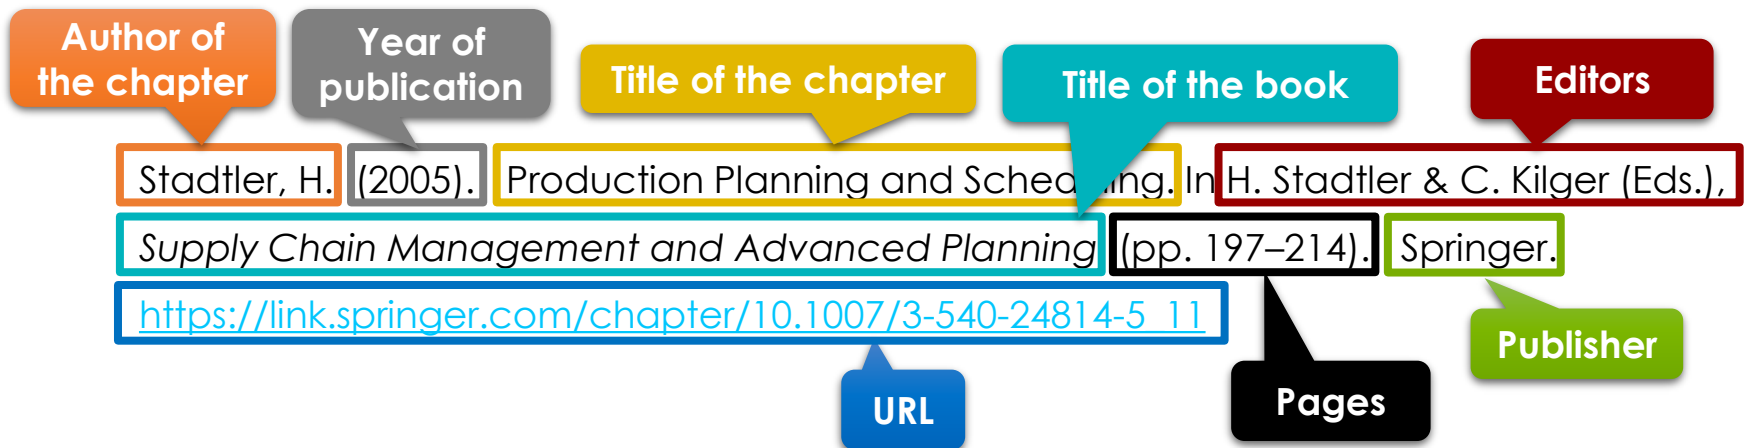 Author of
the chapter
Year of
publication
Title of the chapter
Title of the book
Editors
Stadtler, H. (2005). Production Planning and Scheduling. In H. Stadtler & C. Kilger (Eds.),
Supply Chain Management and Advanced Planning (pp. 197–214). Springer.
https://link.springer.com/chapter/10.1007/3-540-24814-5_11
Publisher
URL
Pages